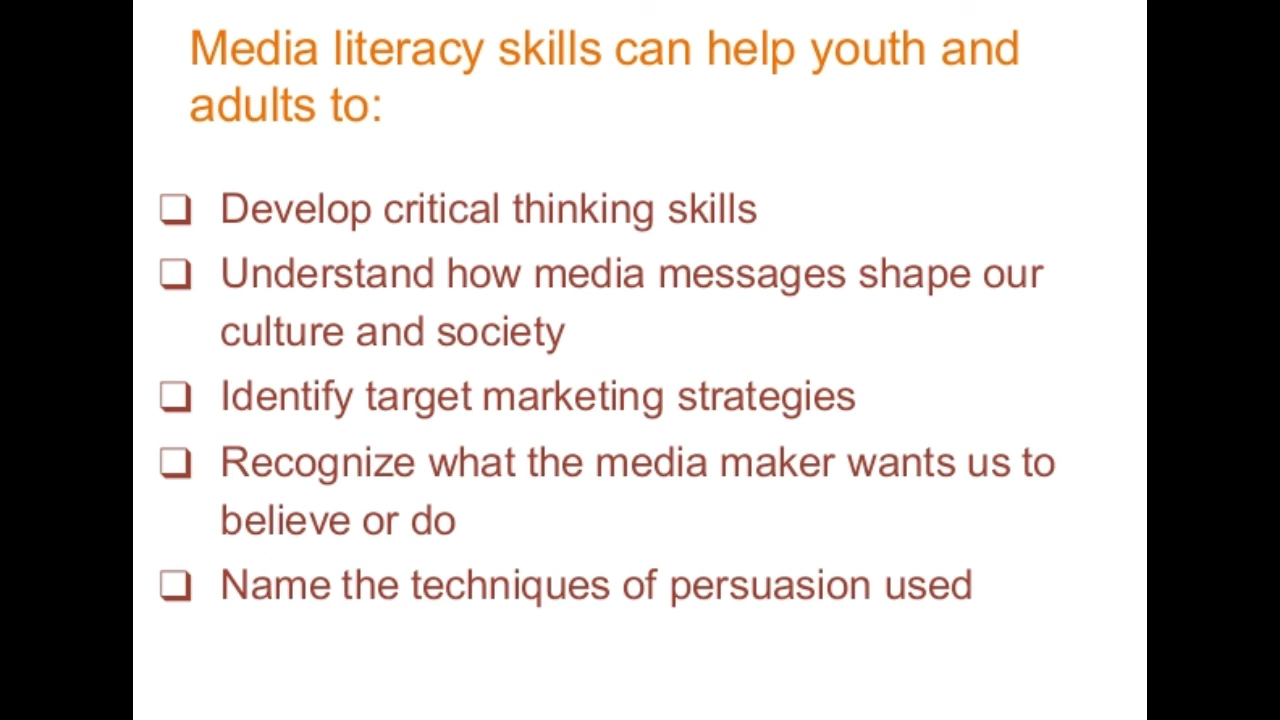 Media literacy skills can help youth and
adults to:
❑ Develop critical thinking skills
❑ Understand how media messages shape our
culture and society
❑ Identify target marketing strategies
❑ Recognize what the media maker wants us to
believe or do
❑ Name the techniques of persuasion used